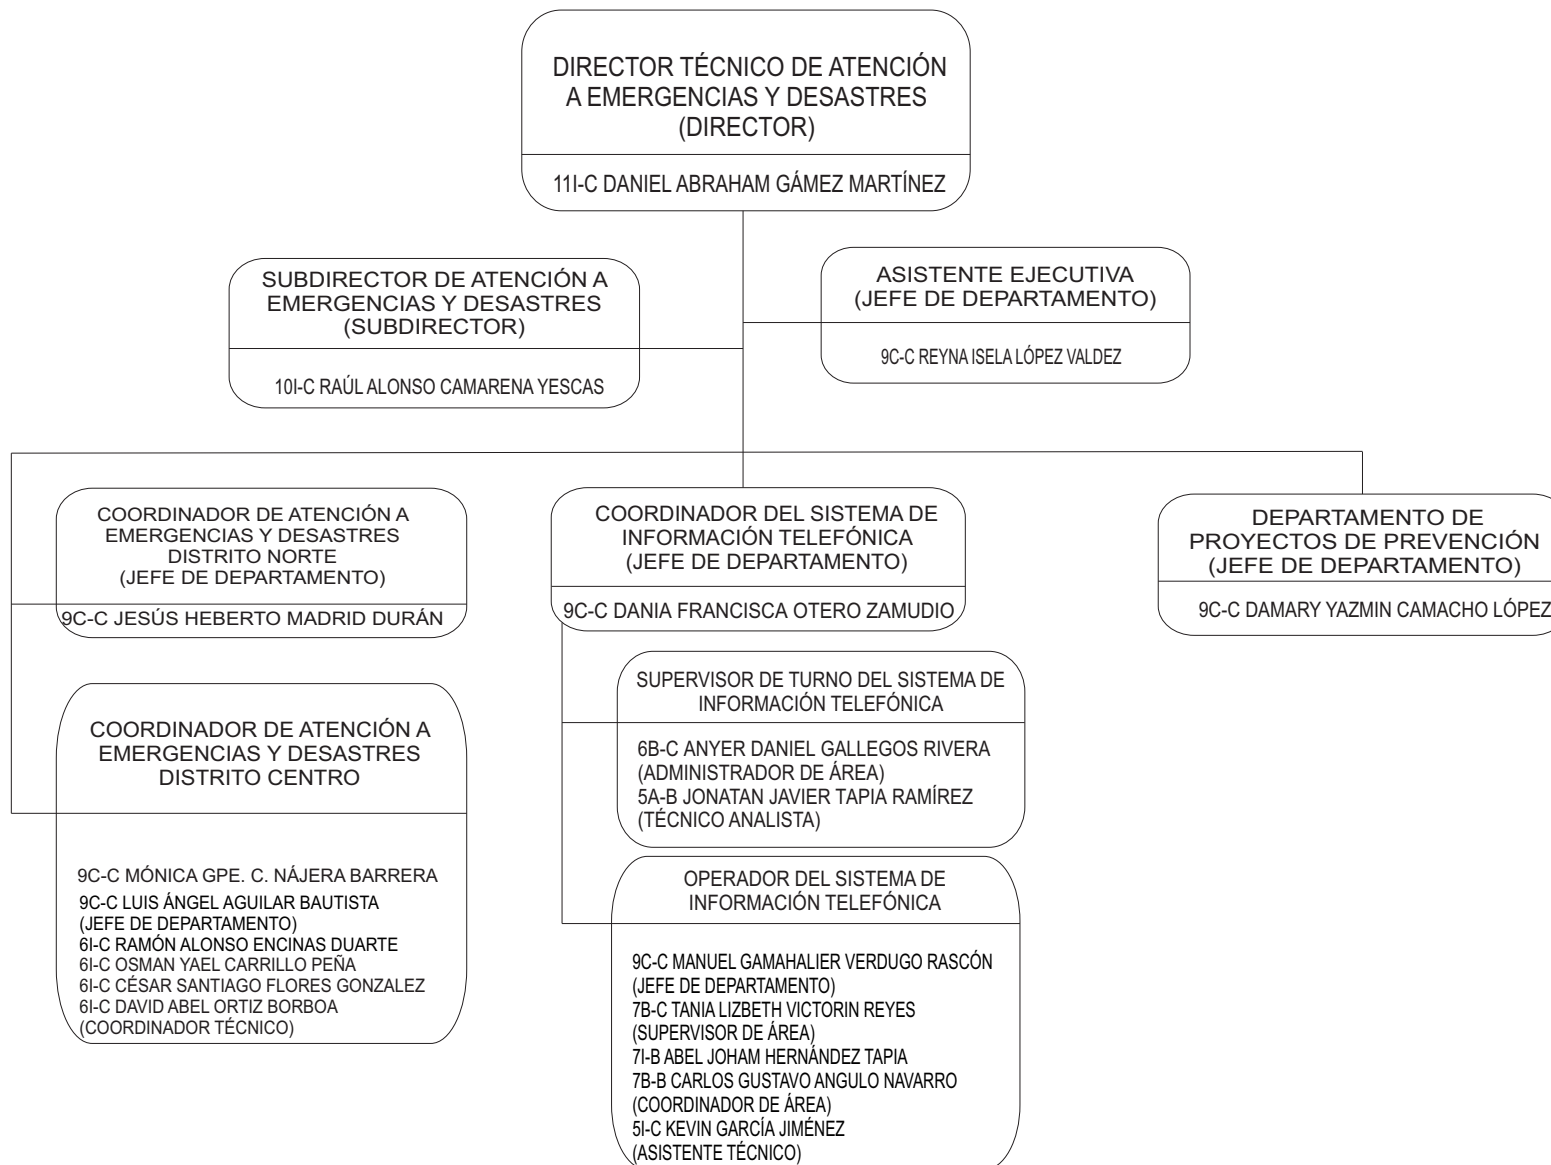 DIRECTOR TÉCNICO DE ATENCIÓN
A EMERGENCIAS Y DESASTRES
(DIRECTOR)
11I-C DANIEL ABRAHAM GÁMEZ MARTÍNEZ
SUBDIRECTOR DE ATENCIÓN A
EMERGENCIAS Y DESASTRES
(SUBDIRECTOR)
10I-C RAÚL ALONSO CAMARENA YESCAS
ASISTENTE EJECUTIVA
(JEFE DE DEPARTAMENTO)
9C-C REYNA ISELA LÓPEZ VALDEZ
COORDINADOR DE ATENCIÓN A
EMERGENCIAS Y DESASTRES
DISTRITO NORTE
(JEFE DE DEPARTAMENTO)
9C-C JESÚS HEBERTO MADRID DURÁN
COORDINADOR DE ATENCIÓN A
EMERGENCIAS Y DESASTRES
DISTRITO CENTRO
9C-C MÓNICA GPE. C. NÁJERA BARRERA
9C-C LUIS ÁNGEL AGUILAR BAUTISTA
(JEFE DE DEPARTAMENTO)
6I-C RAMÓN ALONSO ENCINAS DUARTE
6I-C OSMAN YAEL CARRILLO PEÑA
6I-C CÉSAR SANTIAGO FLORES GONZALEZ
6I-C DAVID ABEL ORTIZ BORBOA
(COORDINADOR TÉCNICO)
COORDINADOR DEL SISTEMA DE
INFORMACIÓN TELEFÓNICA
(JEFE DE DEPARTAMENTO)
9C-C DANIA FRANCISCA OTERO ZAMUDIO
SUPERVISOR DE TURNO DEL SISTEMA DE
INFORMACIÓN TELEFÓNICA
6B-C ANYER DANIEL GALLEGOS RIVERA
(ADMINISTRADOR DE ÁREA)
5A-B JONATAN JAVIER TAPIA RAMÍREZ
(TÉCNICO ANALISTA)
OPERADOR DEL SISTEMA DE
INFORMACIÓN TELEFÓNICA
9C-C MANUEL GAMAHALIER VERDUGO RASCÓN
(JEFE DE DEPARTAMENTO)
7B-C TANIA LIZBETH VICTORIN REYES
(SUPERVISOR DE ÁREA)
7I-B ABEL JOHAM HERNÁNDEZ TAPIA
7B-B CARLOS GUSTAVO ANGULO NAVARRO
(COORDINADOR DE ÁREA)
5I-C KEVIN GARCÍA JIMÉNEZ
(ASISTENTE TÉCNICO)
DEPARTAMENTO DE
PROYECTOS DE PREVENCIÓN
(JEFE DE DEPARTAMENTO)
9C-C DAMARY YAZMIN CAMACHO LÓPEZ